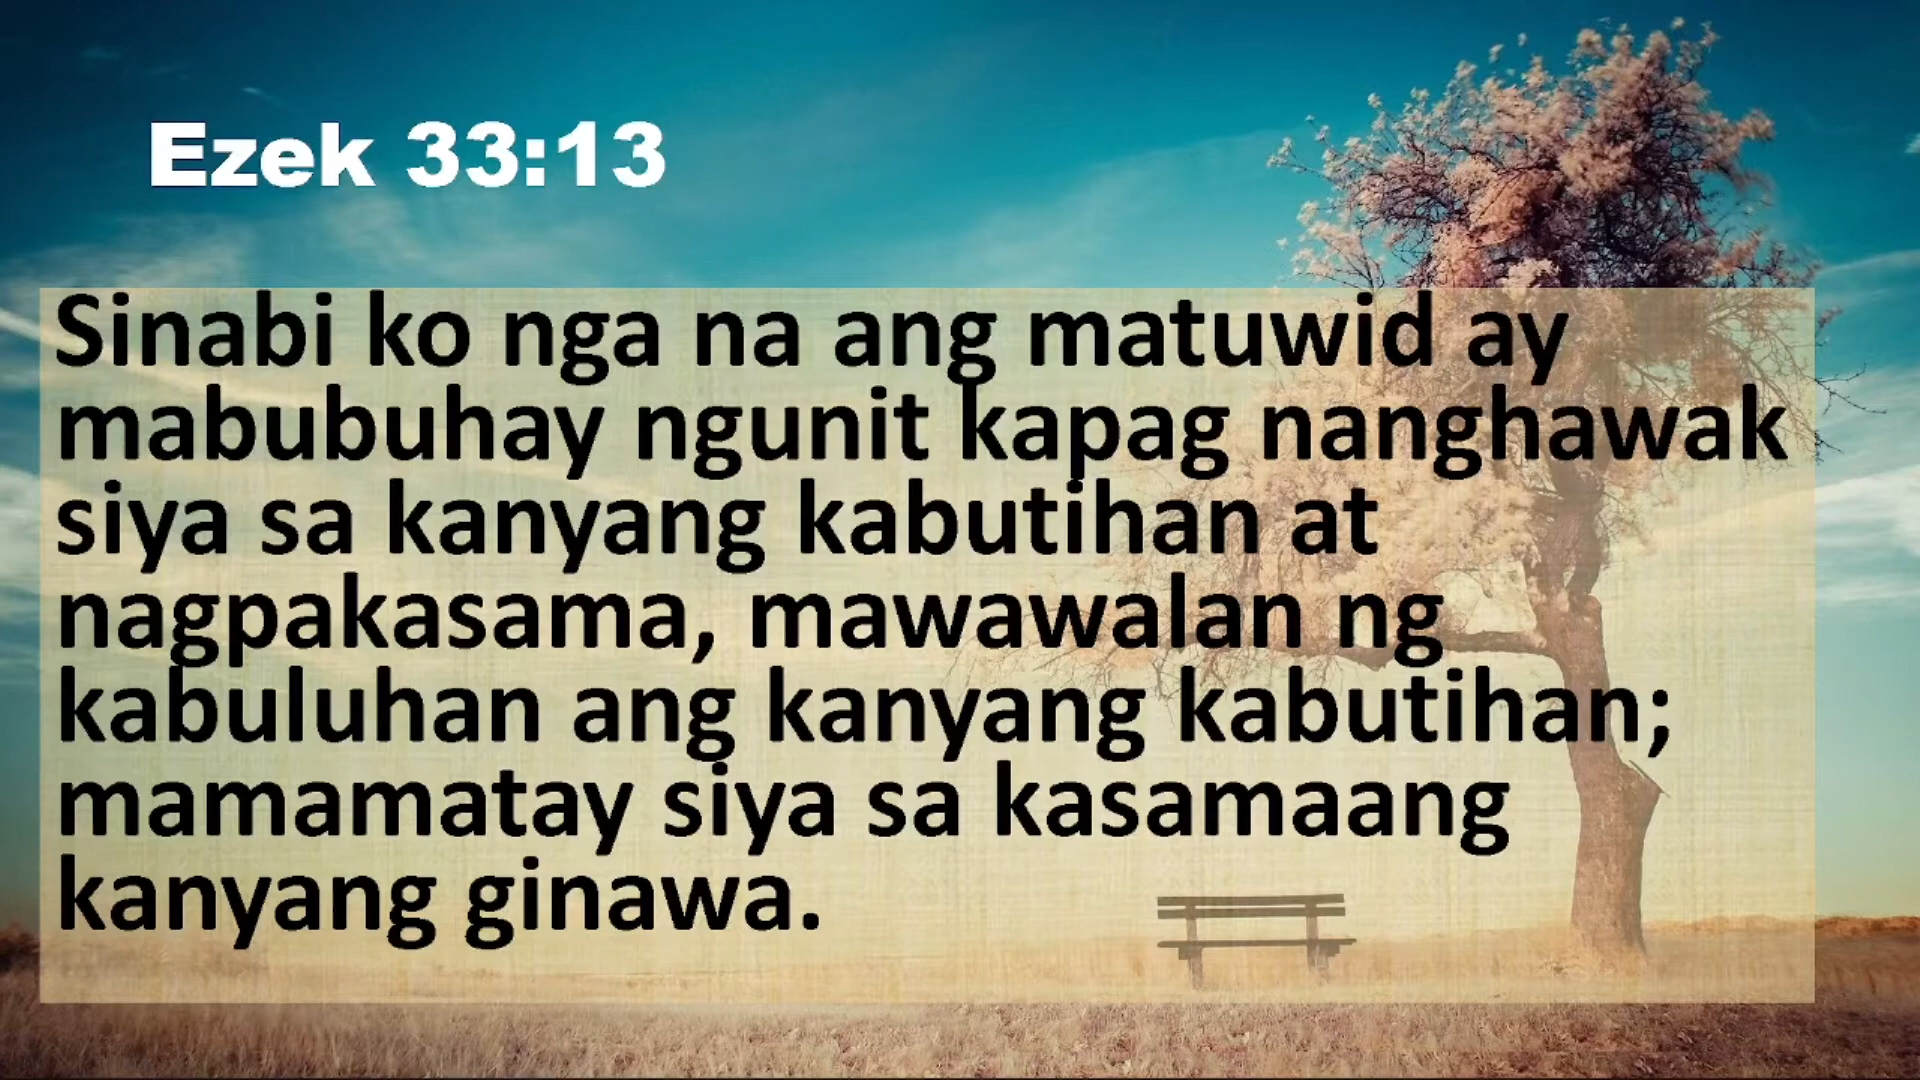 Ezek 33:13
Sinabi ko nga na ang matuwid ay
mabubuhay ngunit kapag nanghawak
siya sa kanyang kabutihan at
nagpakasama, mawawalan ng
kabuluhan ang kanyang kabutihan;
mamamatay siya sa kasamaang
kanyang ginawa.